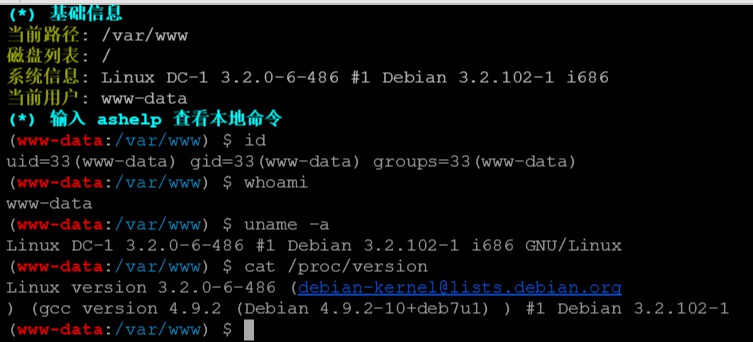 (*) 基础信息
当前路径: /var/www
磁盘列表: /
系统信息: Linux DC-1 3.2.0-6-486 #1 Debian 3.2.102-1 i686
当前用户: www-data
(*) 输入 ashelp 查看本地命令
(www-data:/var/www) $ id
uid=33(www-data) gid=33(www-data) groups=33(www-data)
(www-data:/var/www) $ whoami
www-data
(www-data:/var/www) $ uname -a
Linux DC-1 3.2.0-6-486 #1 Debian 3.2.102-1 i686 GNU/Linux
(www-data:/var/www) $ cat /proc/version
Linux version 3.2.0-6-486 (debian-kernel@lists.debian.org
) (gcc version 4.9.2 (Debian 4.9.2-10+deb7u1) ) #1 Debian 3.2.102-1
(www-data:/var/www) $